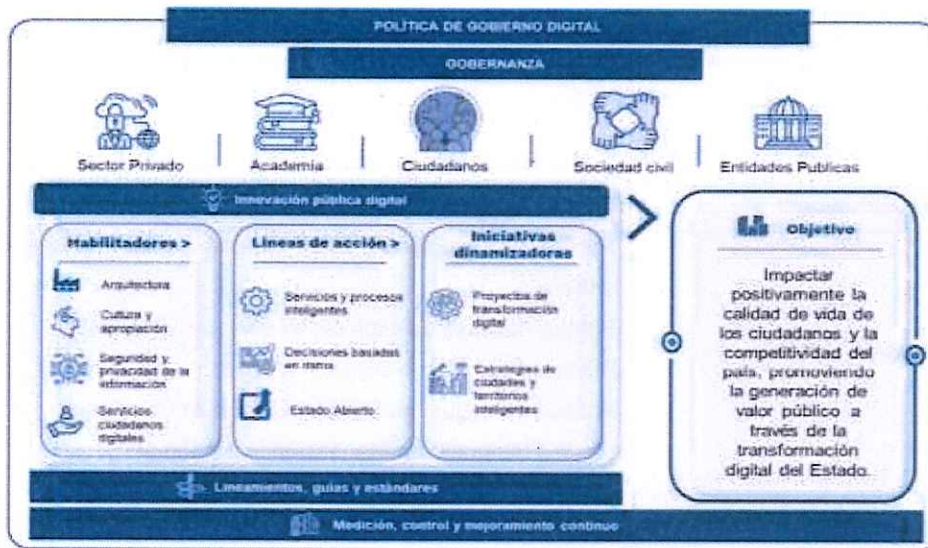 POLÍTICA DE GOBIERNO DIGITAL
GOBERNANZA
Sector Privado
Academia
Ciudadanos
Sociedad civil
Entidades Publicas
Innovación pública digital
Habilitadores >
Arquitectura
Cultura y
apropiación
Seguridad y
privacidad de la
información
Servicios
ciudadanos
digitales
Líneas de acción >
Servicios y procesos
inteligentes
Decisiones basadas
en datos
Estado Abierto
Iniciativas
dinamizadoras
Proyectos de
transformación
digital
Estrategias de
ciudades y
territorios
inteligentes
Objetivo
Impactar
positivamente la
calidad de vida de
los ciudadanos y la
competitividad del
país, promoviendo
la generación de
valor público a
través de la
transformación
digital del Estado.
Lineamientos, guías y estándares
Medición, control y mejoramiento continuo